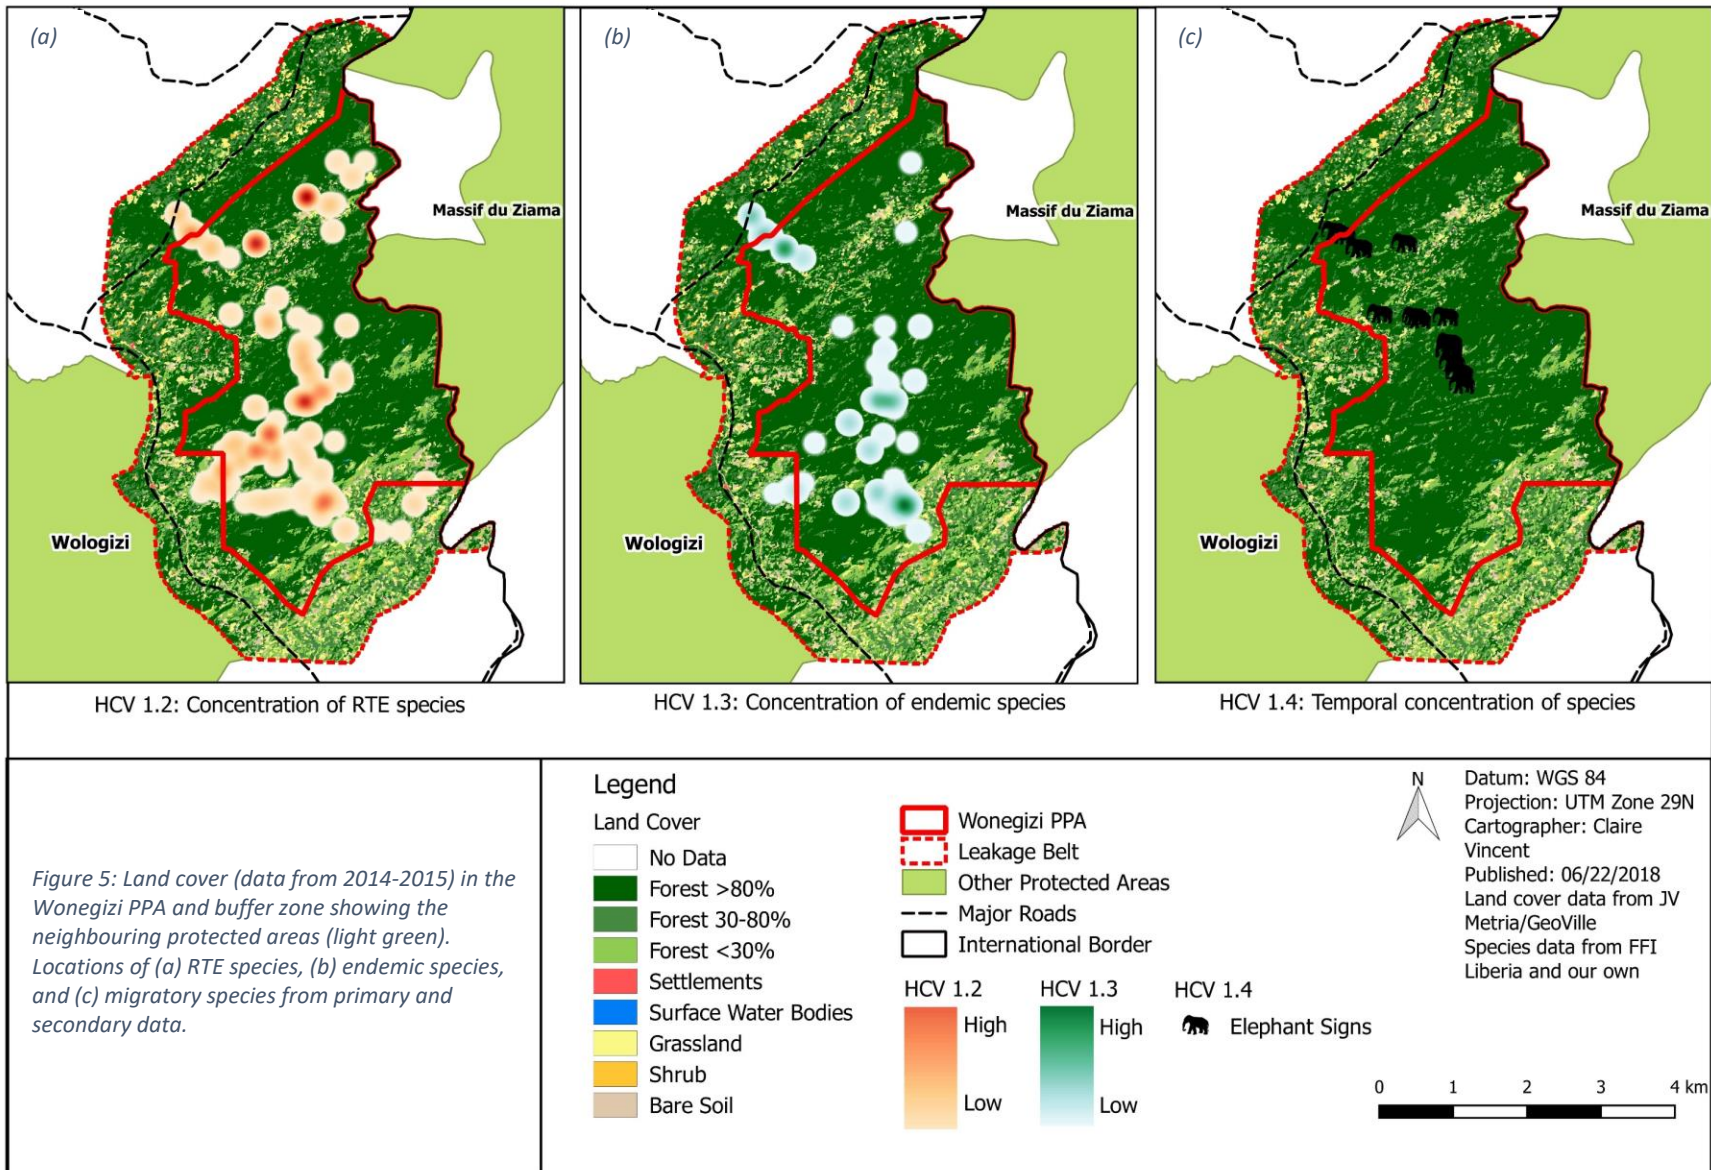 (a)
Massif du Ziama
Wologizi
HCV 1.2: Concentration of RTE species
(b)
Massif du Ziama
Wologizi
HCV 1.3: Concentration of endemic species
(c)
Massif du Ziama
Wologizi
HCV 1.4: Temporal concentration of species
Figure 5: Land cover (data from 2014-2015) in the
Wonegizi PPA and buffer zone showing the
neighbouring protected areas (light green).
Locations of (a) RTE species, (b) endemic species,
and (c) migratory species from primary and
secondary data.
Legend
Land Cover
No Data
Forest >80%
Forest 30-80%
Forest <30%
Settlements
Surface Water Bodies
Grassland
Shrub
Bare Soil
Wonegizi PPA
Leakage Belt
Other Protected Areas
Major Roads
International Border
HCV 1.2
High
Low
HCV 1.3
High
Low
HCV 1.4
Elephant Signs
N
Datum: WGS 84
Projection: UTM Zone 29N
Cartographer: Claire
Vincent
Published: 06/22/2018
Land cover data from JV
Metria/GeoVille
Species data from FFI
Liberia and our own
0 1 2 3 4 km